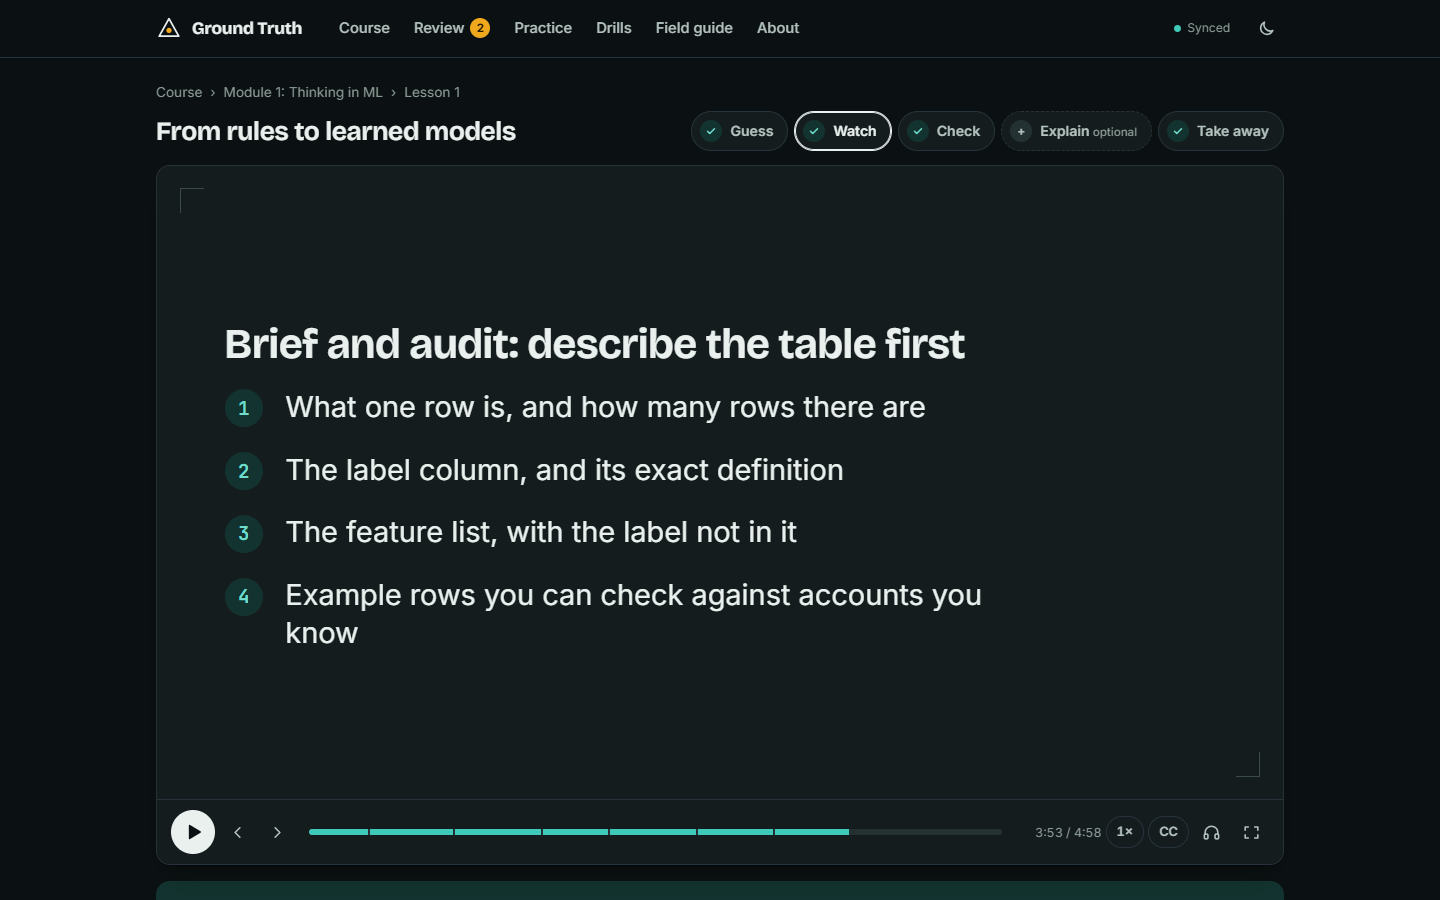 Ground Truth
Course
Review 2
Practice
Drills
Field guide
About
Synced
Course › Module 1: Thinking in ML › Lesson 1
From rules to learned models
Guess
Watch
Check
Explain optional
Take away
Brief and audit: describe the table first
1 What one row is, and how many rows there are
2 The label column, and its exact definition
3 The feature list, with the label not in it
4 Example rows you can check against accounts you
know
3:53 / 4:58
1×
CC